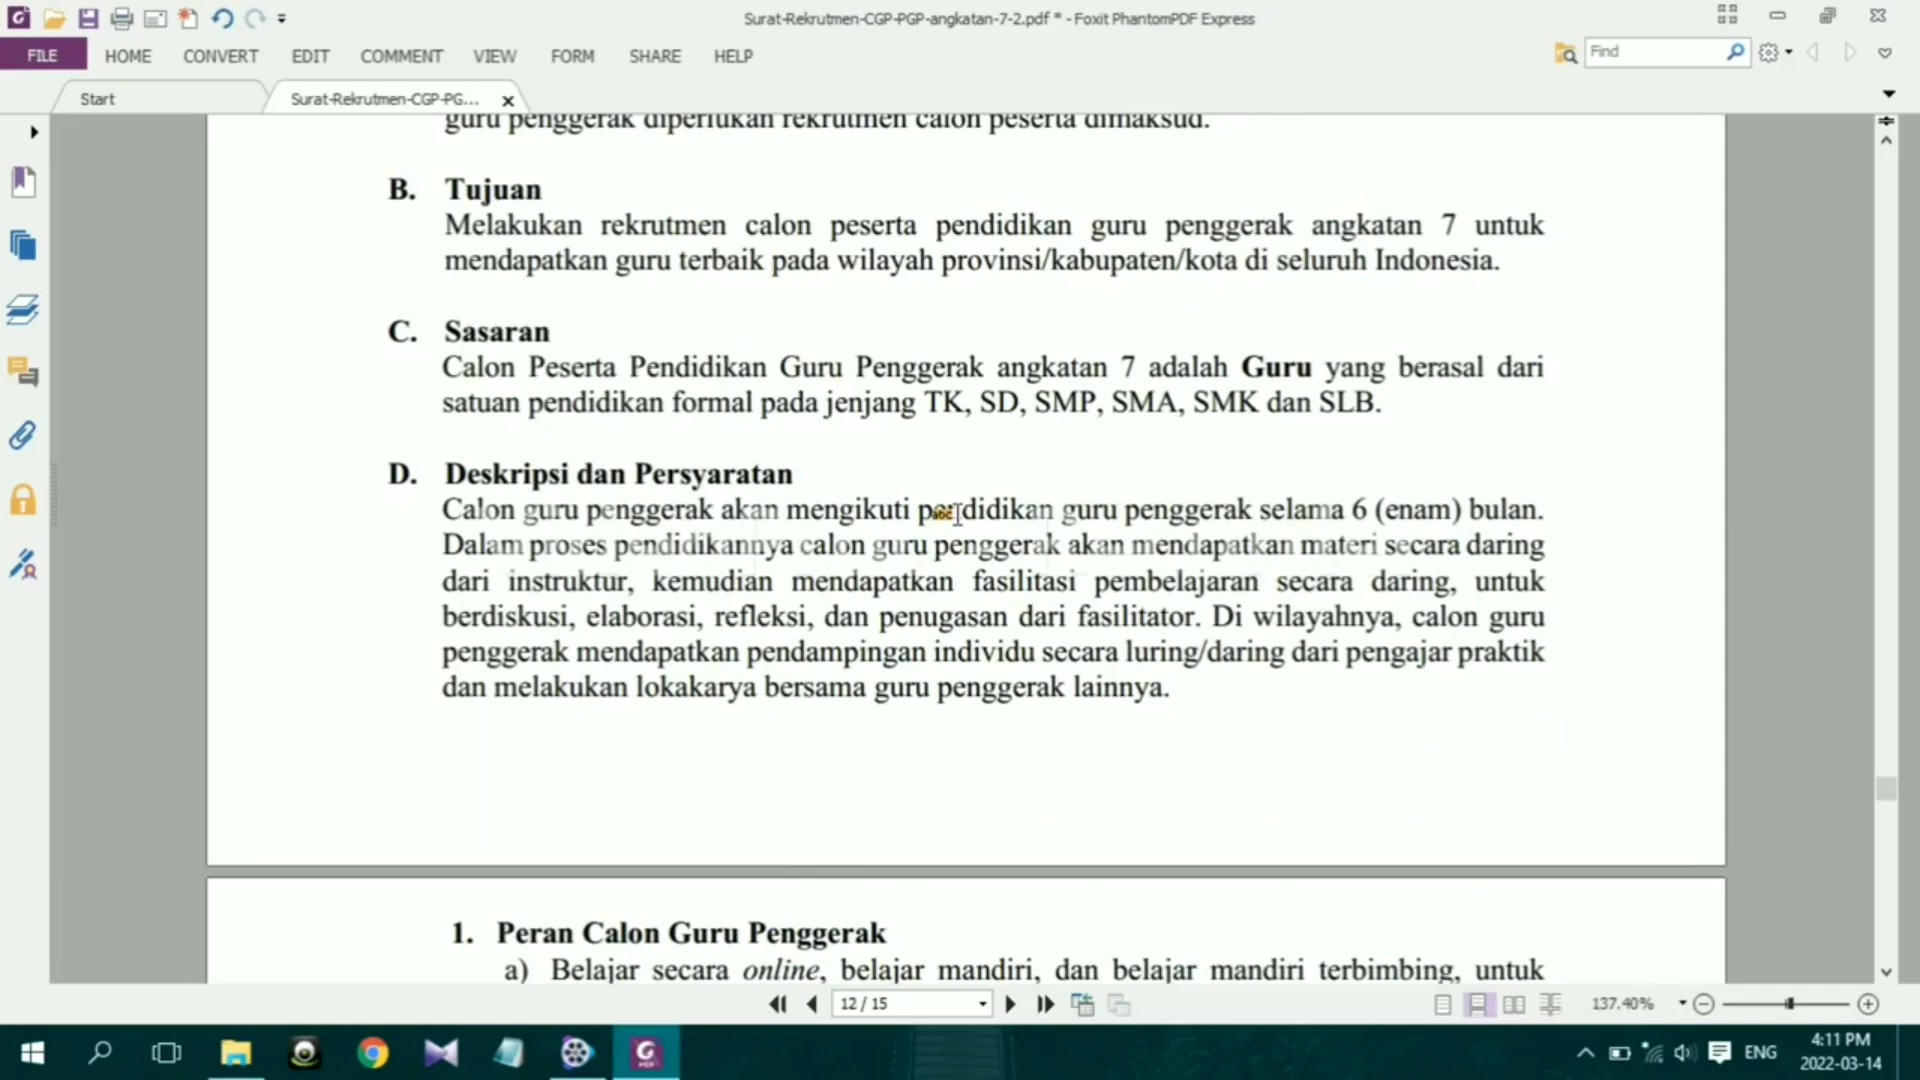 Surat-Rekrutmen-CGP-PGP-angkatan-7-2.pdf * - Foxit PhantomPDF Express
FILE HOME CONVERT EDIT COMMENT VIEW FORM SHARE HELP
Find
Start
Surat-Rekrutmen-CGP-PG...
guru penggerak diperlukan rekrutmen calon peserta dimaksud.
B. Tujuan
Melakukan rekrutmen calon peserta pendidikan guru penggerak angkatan 7 untuk
mendapatkan guru terbaik pada wilayah provinsi/kabupaten/kota di seluruh Indonesia.
C. Sasaran
Calon Peserta Pendidikan Guru Penggerak angkatan 7 adalah Guru yang berasal dari
satuan pendidikan formal pada jenjang TK, SD, SMP, SMA, SMK dan SLB.
D. Deskripsi dan Persyaratan
Calon guru penggerak akan mengikuti pendidikan guru penggerak selama 6 (enam) bulan.
Dalam proses pendidikannya calon guru penggerak akan mendapatkan materi secara daring
dari instruktur, kemudian mendapatkan fasilitasi pembelajaran secara daring, untuk
berdiskusi, elaborasi, refleksi, dan penugasan dari fasilitator. Di wilayahnya, calon guru
penggerak mendapatkan pendampingan individu secara luring/daring dari pengajar praktik
dan melakukan lokakarya bersama guru penggerak lainnya.
1. Peran Calon Guru Penggerak
a) Belajar secara online, belajar mandiri, dan belajar mandiri terbimbing, untuk
12 / 15
137.40%
ENG
4:11 PM
2022-03-14